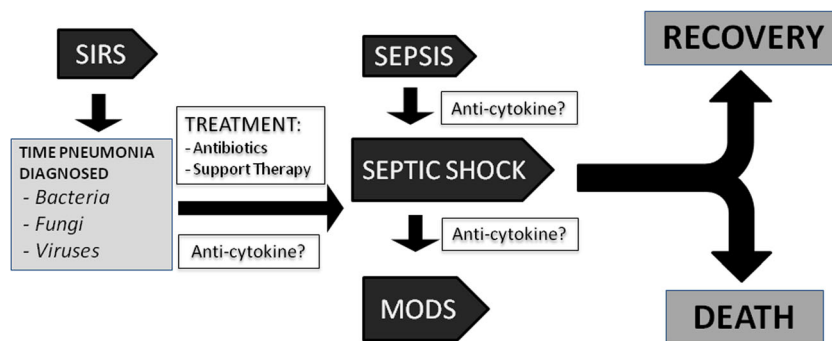 SIRS
TIME PNEUMONIA
DIAGNOSED
- Bacteria
- Fungi
- Viruses
TREATMENT:
- Antibiotics
- Support Therapy
Anti-cytokine?
SEPSIS
Anti-cytokine?
SEPTIC SHOCK
Anti-cytokine?
MODS
RECOVERY
DEATH